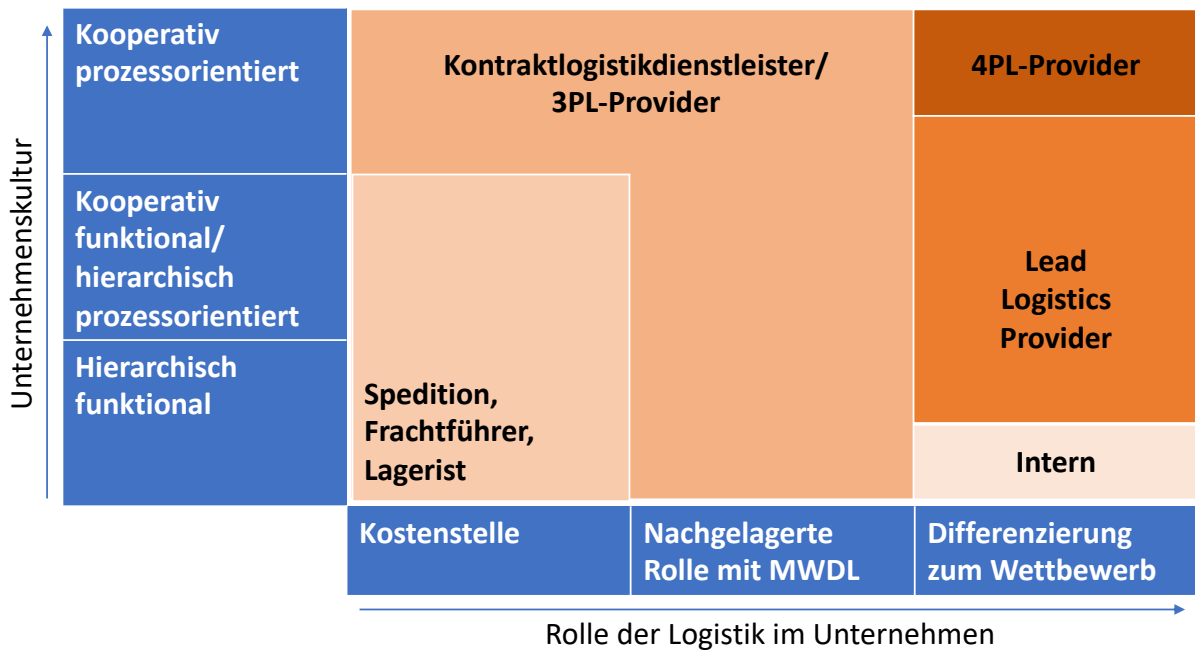 Unternehmenskultur
Kooperativ
prozessorientiert
Kooperativ
funktional/
hierarchisch
prozessorientiert
Hierarchisch
funktional
Kontraktlogistikdienstleister/
3PL-Provider
4PL-Provider
Lead
Logistics
Provider
Spedition,
Frachtführer,
Lagerist
Intern
Kostenstelle
Nachgelagerte
Rolle mit MWDL
Differenzierung
zum Wettbewerb
Rolle der Logistik im Unternehmen